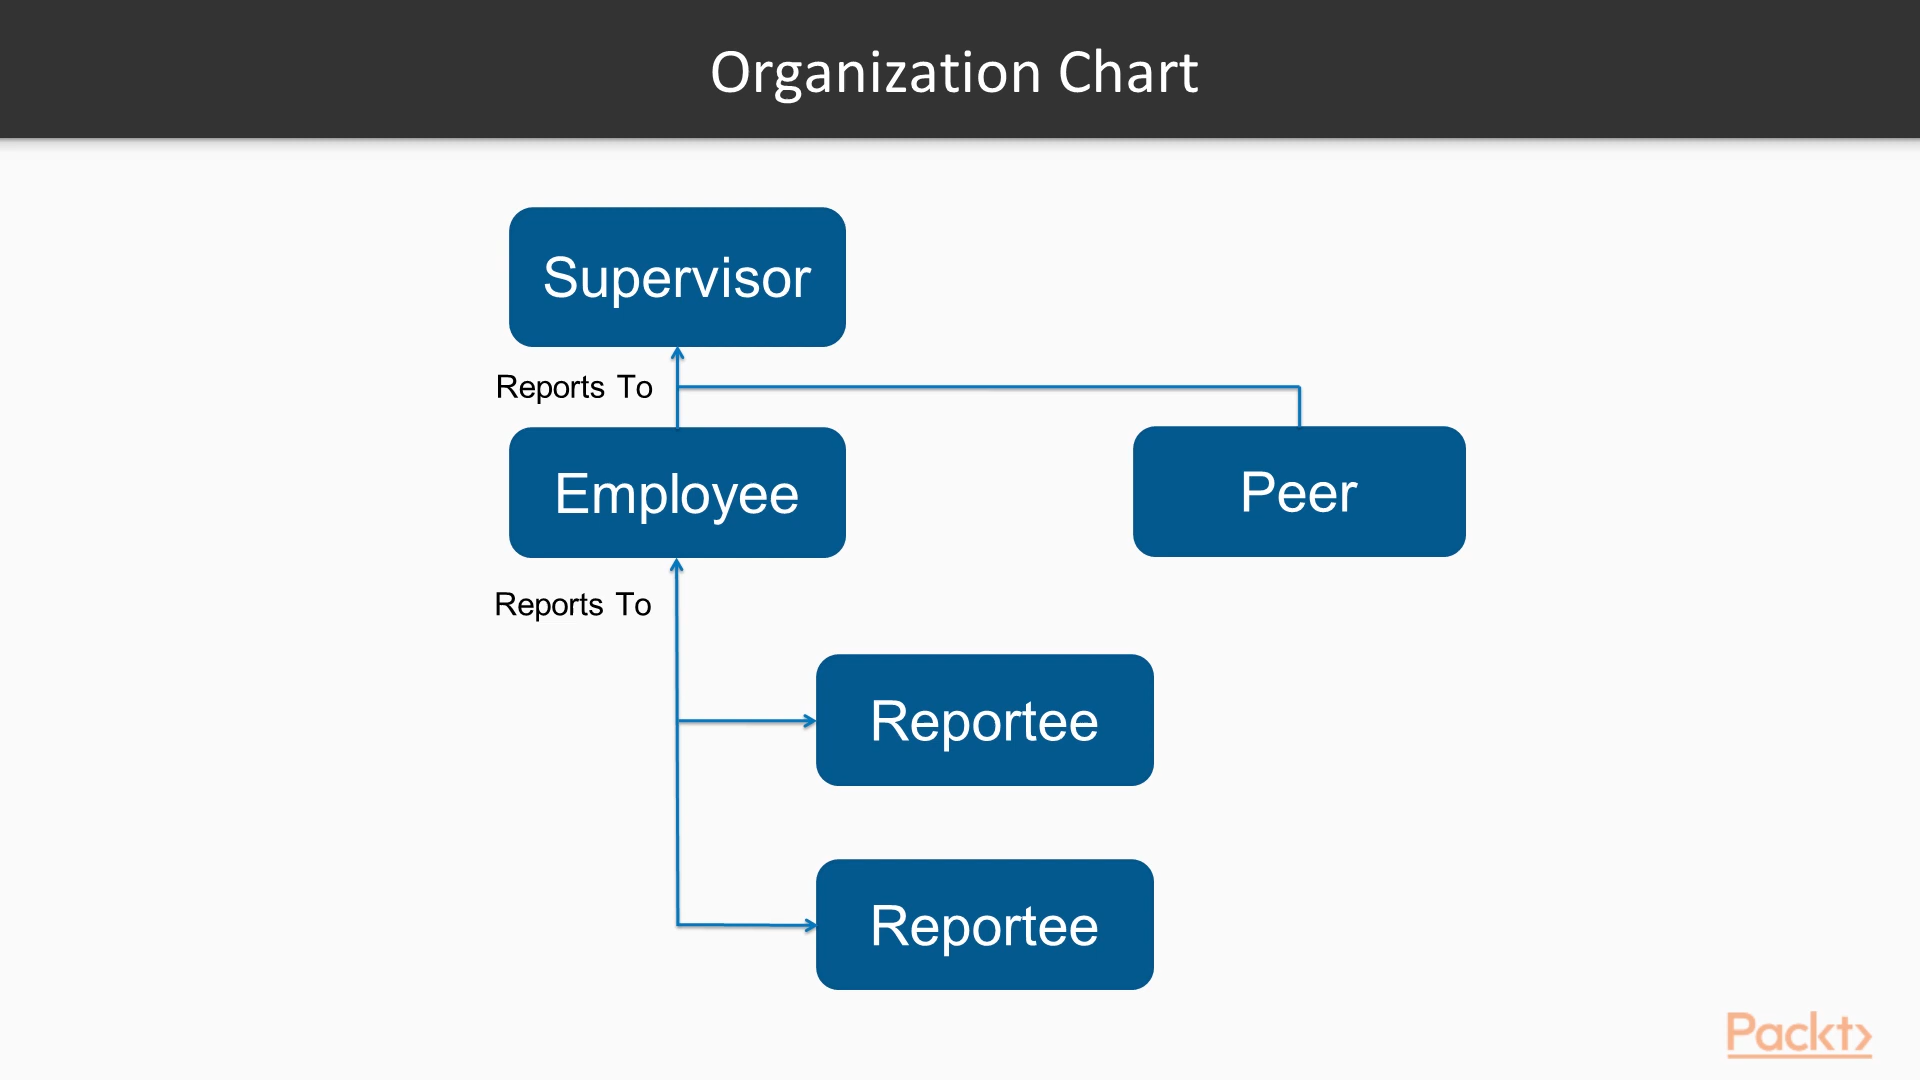 Organization Chart
Supervisor
Reports To
Employee
Peer
Reports To
Reportee
Reportee
Packt